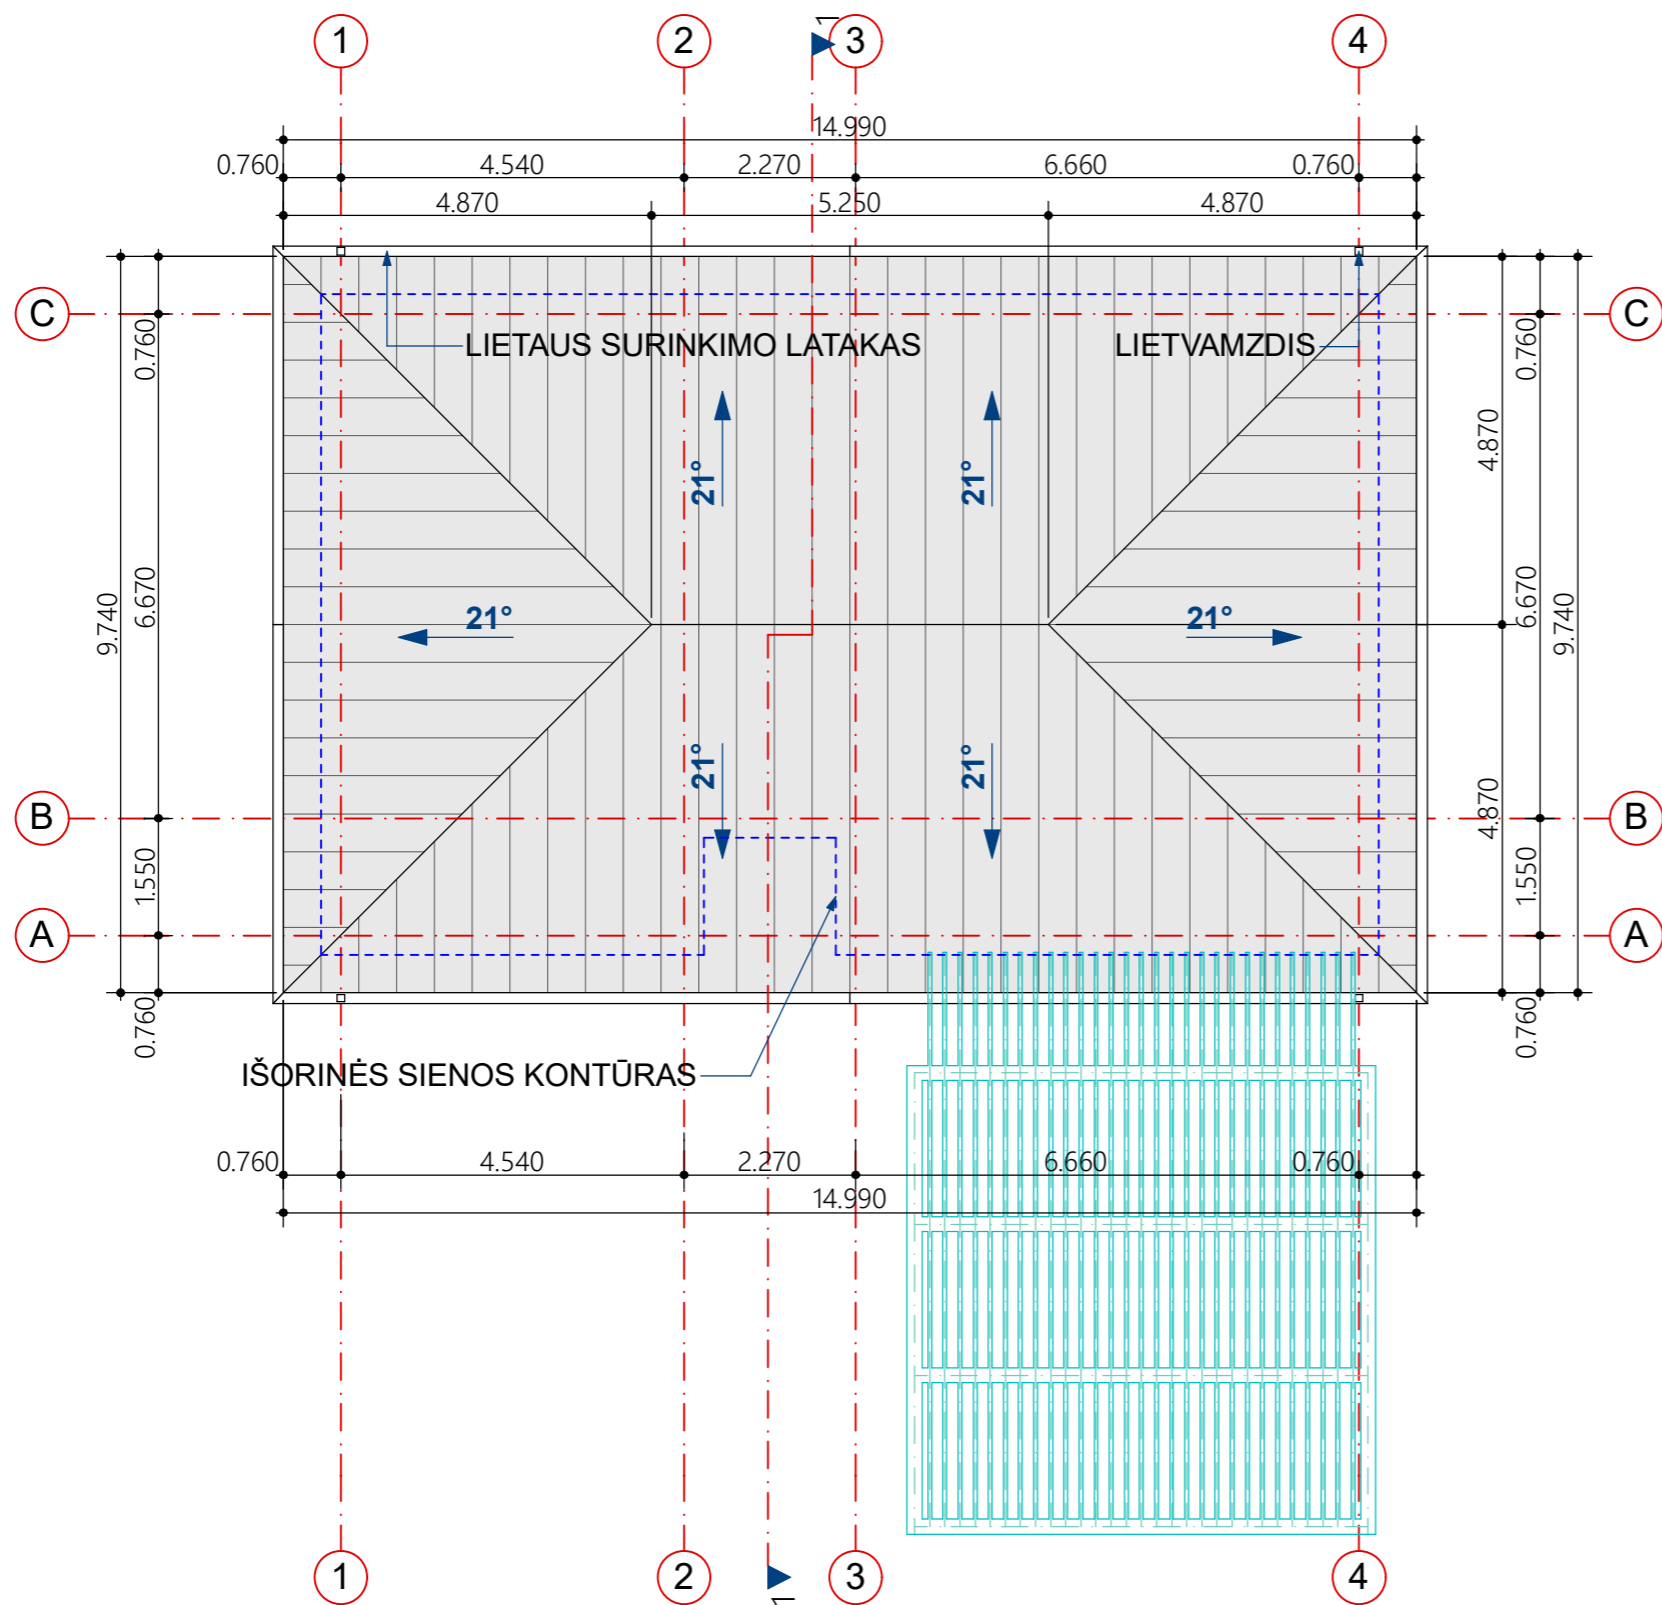 1 2 1 3 4
14.990
0.760 4.540 2.270 6.660 0.760
4.870 5.250 4.870
C C
0.760 0.760
LIETAUS SURINKIMO LATAKAS LIETVAMZDIS
4.870
21° 21°
9.740 6.670 6.670 9.740
21° 21°
21° 21°
4.870
B B
1.550 1.550
A A
0.760 0.760
IŠORINĖS SIENOS KONTŪRAS
0.760 4.540 2.270 6.660 0.760
14.990
1 2 1 3 4